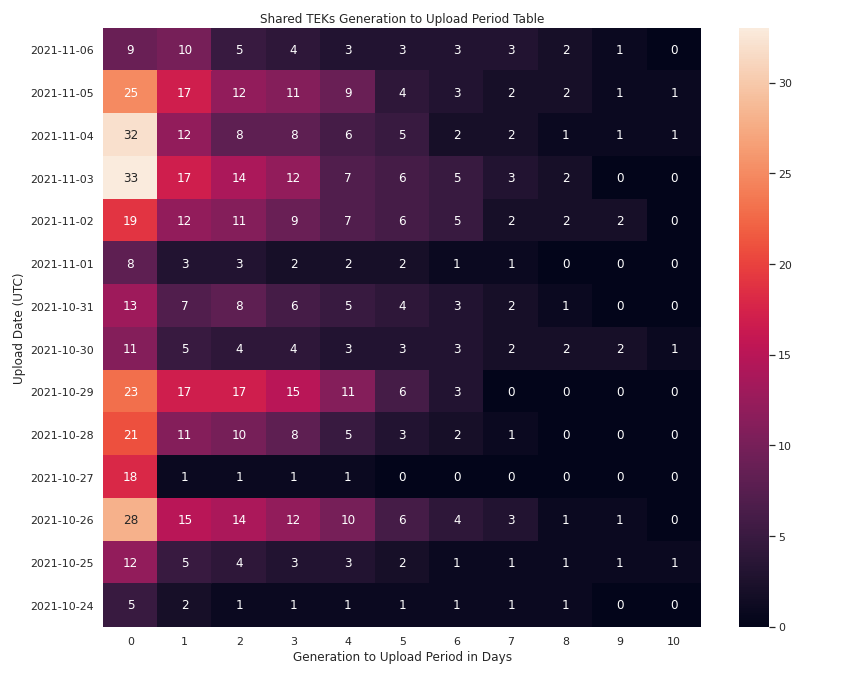 Shared TEKs Generation to Upload Period Table
Upload Date (UTC)
2021-11-06 9 10 5 4 3 3 3 3 2 1 0
2021-11-05 25 17 12 11 9 4 3 2 2 1 1
2021-11-04 32 12 8 8 6 5 2 2 1 1 1
2021-11-03 33 17 14 12 7 6 5 3 2 0 0
2021-11-02 19 12 11 9 7 6 5 2 2 2 0
2021-11-01 8 3 3 2 2 2 1 1 0 0 0
2021-10-31 13 7 8 6 5 4 3 2 1 0 0
2021-10-30 11 5 4 4 3 3 3 2 2 2 1
2021-10-29 23 17 17 15 11 6 3 0 0 0 0
2021-10-28 21 11 10 8 5 3 2 1 0 0 0
2021-10-27 18 1 1 1 1 0 0 0 0 0 0
2021-10-26 28 15 14 12 10 6 4 3 1 1 0
2021-10-25 12 5 4 3 3 2 1 1 1 1 1
2021-10-24 5 2 1 1 1 1 1 1 1 0 0
0 1 2 3 4 5 6 7 8 9 10
Generation to Upload Period in Days
30
25
20
15
10
5
0